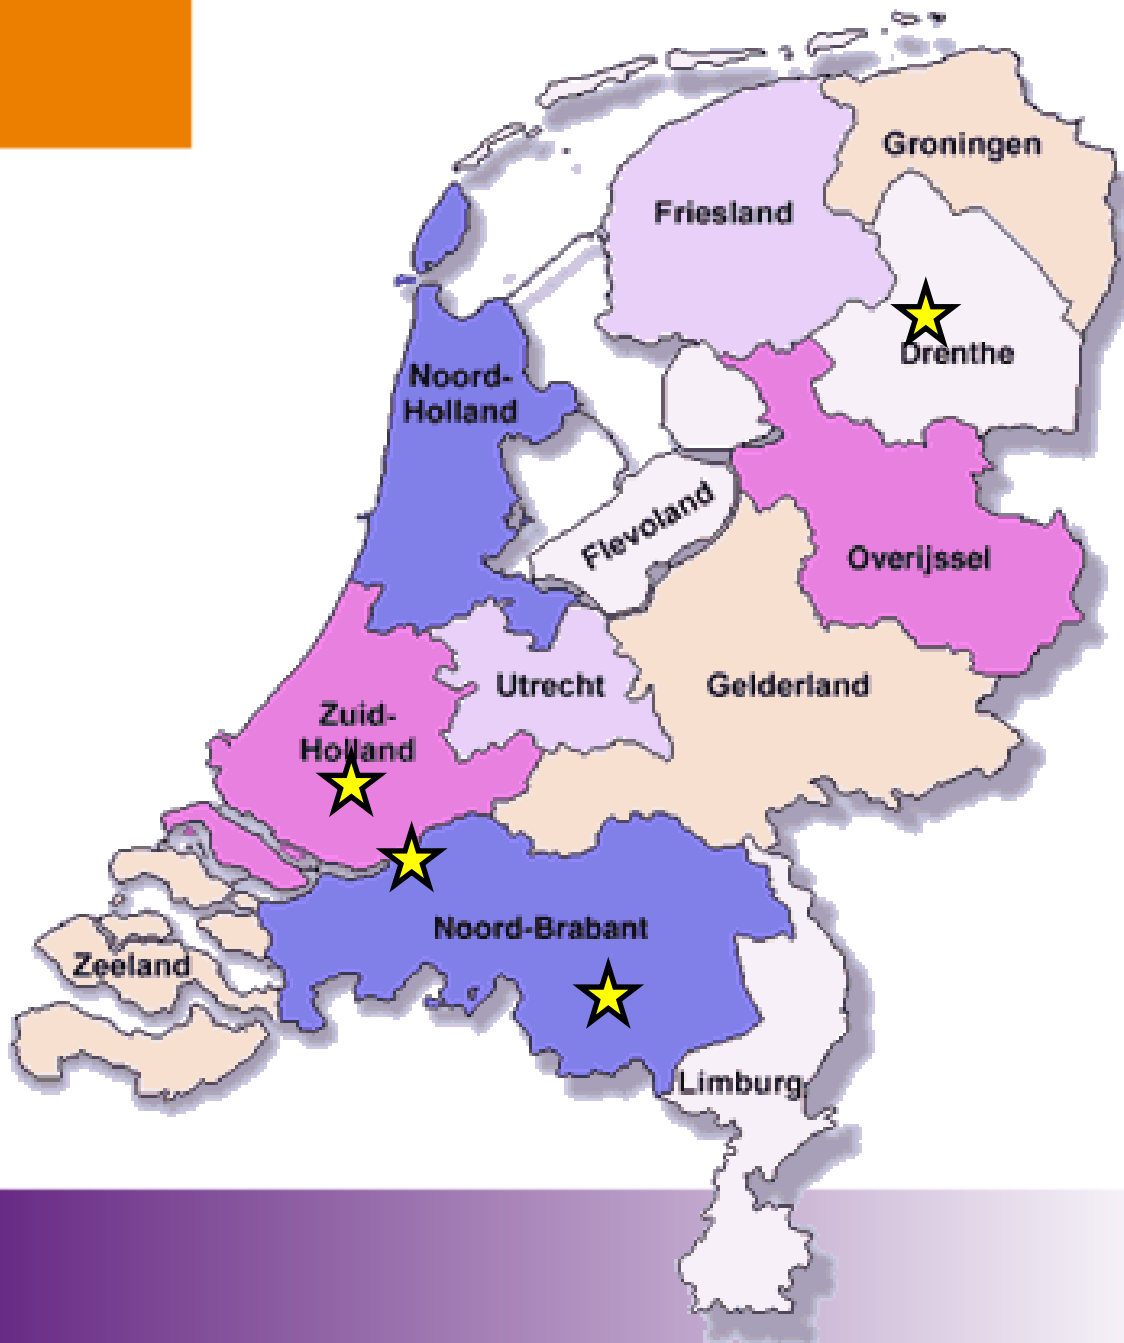 Groningen
Friesland
Drenthe
Noord-
Holland
Flevoland
Overijssel
Utrecht
Gelderland
Zuid-
Holland
Noord-Brabant
Zeeland
Limburg